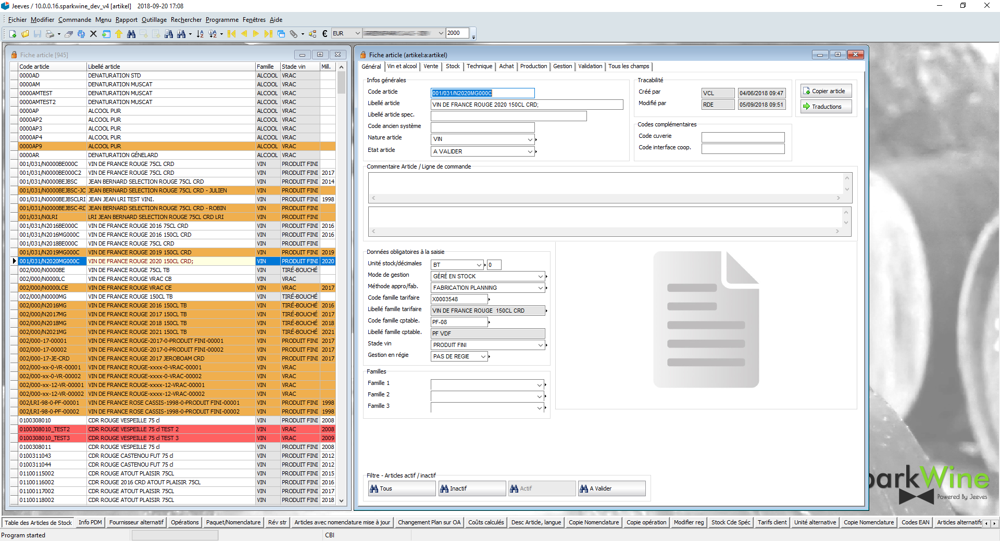 Jeeves / 10.0.0.16.sparkwine_dev_v4 [artikel]   2018-09-20 17:08
Fichier Modifier Commande Menu Rapport Outillage Rechercher Programme Fenêtres Aide
€ EUR 2000
Fiche article [945]
Code article Libellé article Famille Stade vin Mill.
0000AD DENATURATION STD ALCOOL VRAC
0000AM DENATURATION MUSCAT ALCOOL VRAC
0000AMTEST DENATURATION MUSCAT ALCOOL VRAC
0000AMTEST2 DENATURATION MUSCAT ALCOOL VRAC
0000AP ALCOOL PUR ALCOOL VRAC
0000AP2 ALCOOL PUR ALCOOL VRAC
0000AP3 ALCOOL PUR ALCOOL VRAC
0000AP4 ALCOOL PUR ALCOOL VRAC
0000AP9 ALCOOL PUR ALCOOL VRAC
0000AR DENATURATION GÉNELARD ALCOOL VRAC
001/031/N0000BE000C VIN DE FRANCE ROUGE 75CL CRD VIN PRODUIT FINI
001/031/N0000BE000C2 VIN DE FRANCE ROUGE 75CL CRD VIN PRODUIT FINI 2017
001/031/N0000BEJBSC JEAN BERNARD SELECTION ROUGE 75CL CRD VIN PRODUIT FINI 2014
001/031/N0000BEJBSC-JC JEAN BERNARD SELECTION ROUGE 75CL CRD - JULIEN VIN PRODUIT FINI
001/031/N0000BEJBSCLRI JEAN JEAN LRI TEST VINI. VIN PRODUIT FINI 1998
001/031/N0000BEJBSC-RD JEAN BERNARD SELECTION ROUGE 75CL CRD - ROBIN VIN PRODUIT FINI
001/031/N0LRI LRI JEAN BERNARD SELECTION ROUGE 75CL CRD LRI VIN PRODUIT FINI
001/031/N2016BE000C VIN DE FRANCE ROUGE 2016 75CL CRD VIN PRODUIT FINI 2016
001/031/N2016MG000C VIN DE FRANCE ROUGE 2016 150CL CRD VIN PRODUIT FINI 2016
001/031/N2018BE000C VIN DE FRANCE ROUGE 75CL CRD VIN PRODUIT FINI
001/031/N2019MG000C VIN DE FRANCE ROUGE 2019 150CL CRD VIN PRODUIT FINI 2019
001/031/N2020MG000C VIN DE FRANCE ROUGE 2020 150CL CRD; VIN PRODUIT FINI 2020
002/000/N0000BE VIN DE FRANCE ROUGE 75CL TB VIN TIRÉ-BOUCHÉ
002/000/N0000LC VIN DE FRANCE ROUGE VRAC CB VIN VRAC
002/000/N0000LCE VIN DE FRANCE ROUGE VRAC CE VIN VRAC 2017
002/000/N0000MG VIN DE FRANCE ROUGE 150CL TB VIN TIRÉ-BOUCHÉ
002/000/N2016MG VIN DE FRANCE ROUGE 2016 150CL TB VIN TIRÉ-BOUCHÉ 2016
002/000/N2017MG VIN DE FRANCE ROUGE 2017 150CL TB VIN TIRÉ-BOUCHÉ 2017
002/000/N2018MG VIN DE FRANCE ROUGE 2018 150CL TB VIN TIRÉ-BOUCHÉ 2018
002/000/N2021MG VIN DE FRANCE ROUGE 2021 150CL TB VIN TIRÉ-BOUCHÉ 2021
002/000-17-00001 VIN DE FRANCE ROUGE-2017-0-PRODUIT FINI-00001 VIN PRODUIT FINI 2017
002/000-17-00002 VIN DE FRANCE ROUGE-2017-0-PRODUIT FINI-00002 VIN PRODUIT FINI 2017
002/000-17-JE-CRD VIN DE FRANCE ROUGE 2017 JEROBOAM CRD VIN PRODUIT FINI 2017
002/000-xx-0-VR-00001 VIN DE FRANCE ROUGE-xxxx-0-VRAC-00001 VIN VRAC
002/000-xx-0-VR-00002 VIN DE FRANCE ROUGE-xxxx-0-VRAC-00002 VIN VRAC
002/000-xx-12-VR-00001 VIN DE FRANCE ROUGE-xxxx-12-VRAC-00001 VIN VRAC
002/000-xx-12-VR-00002 VIN DE FRANCE ROUGE-xxxx-12-VRAC-00002 VIN VRAC
002/LRI-98-0-PF-00001 VIN DE FRANCE ROSE CASSIS-1998-0-PRODUIT FINI-00001 VIN PRODUIT FINI 1998
002/LRI-98-0-PF-00002 VIN DE FRANCE ROSE CASSIS-1998-0-PRODUIT FINI-00002 VIN PRODUIT FINI 1998
0100308010 CDR ROUGE VESPEILLE 75 cl VIN PRODUIT FINI 2008
0100308010_TEST2 CDR ROUGE VESPEILLE 75 cl TEST 2 VIN VRAC 2008
0100308010_TEST3 CDR ROUGE VESPEILLE 75 cl TEST 3 VIN VRAC 2009
0100308011 CDR ROUGE VESPEILLE 75 cl VIN PRODUIT FINI 2008
0100311043 CDR ROUGE CASTENOU FUT 75 cl VIN PRODUIT FINI 2012
0100311044 CDR ROUGE CASTENOU FUT 75 cl VIN PRODUIT FINI 2012
01100115002 CDR ROUGE ATOUT PLAISIR 75CL VIN PRODUIT FINI 2015
01100116002 CDR ROUGE 2016 CRD ATOUT PLAISIR 75CL VIN PRODUIT FINI 2016
01100117002 CDR ROUGE ATOUT PLAISIR 75CL VIN PRODUIT FINI 2017
01100118002 CDR ROUGE ATOUT PLAISIR 75CL VIN PRODUIT FINI 2018
Fiche article (artikel:a:artikel)
Général Vin et alcool Vente Stock Technique Achat Production Gestion Validation Tous les champs
Infos générales
Code article 001/031/N2020MG000C
Libellé article VIN DE FRANCE ROUGE 2020 150CL CRD;
Libellé article spec.
Code ancien système
Nature article VIN
Etat article A VALIDER
Tracabilité
Créé par VCL 04/06/2018 09:47
Modifié par RDE 05/09/2018 09:51
Copier article
Traductions
Codes complémentaires
Code cuverie
Code interface coop.
Commentaire Article / Ligne de commande
Données obligatoires à la saisie
Unité stock/décimales BT 0
Mode de gestion GÉRÉ EN STOCK
Méthode appro/fab. FABRICATION PLANNING
Code famille tarifaire X0003548
Libellé famille tarifaire VIN DE FRANCE ROUGE  150CL CRD
Code famille cptable. PF-08
Libellé famille cptable. PF VDF
Stade vin PRODUIT FINI
Gestion en régie PAS DE REGIE
Familles
Famille 1
Famille 2
Famille 3
Filtre - Articles actif / inactif
Tous Inactif Actif A Valider
parkWine
Powered By Jeeves
Table des Articles de Stock Info PDM Fournisseur alternatif Opérations Paquet/Nomenclature Rév str Articles avec nomenclature mise à jour Changement Plan sur OA Coûts calculés Desc Article, langue Copie Nomenclature Copie opération Modifier reg Stock Cde Spéc Tarifs client Unité alternative Copie Nomenclature Codes EAN Articles alternatifs
Program started CBI